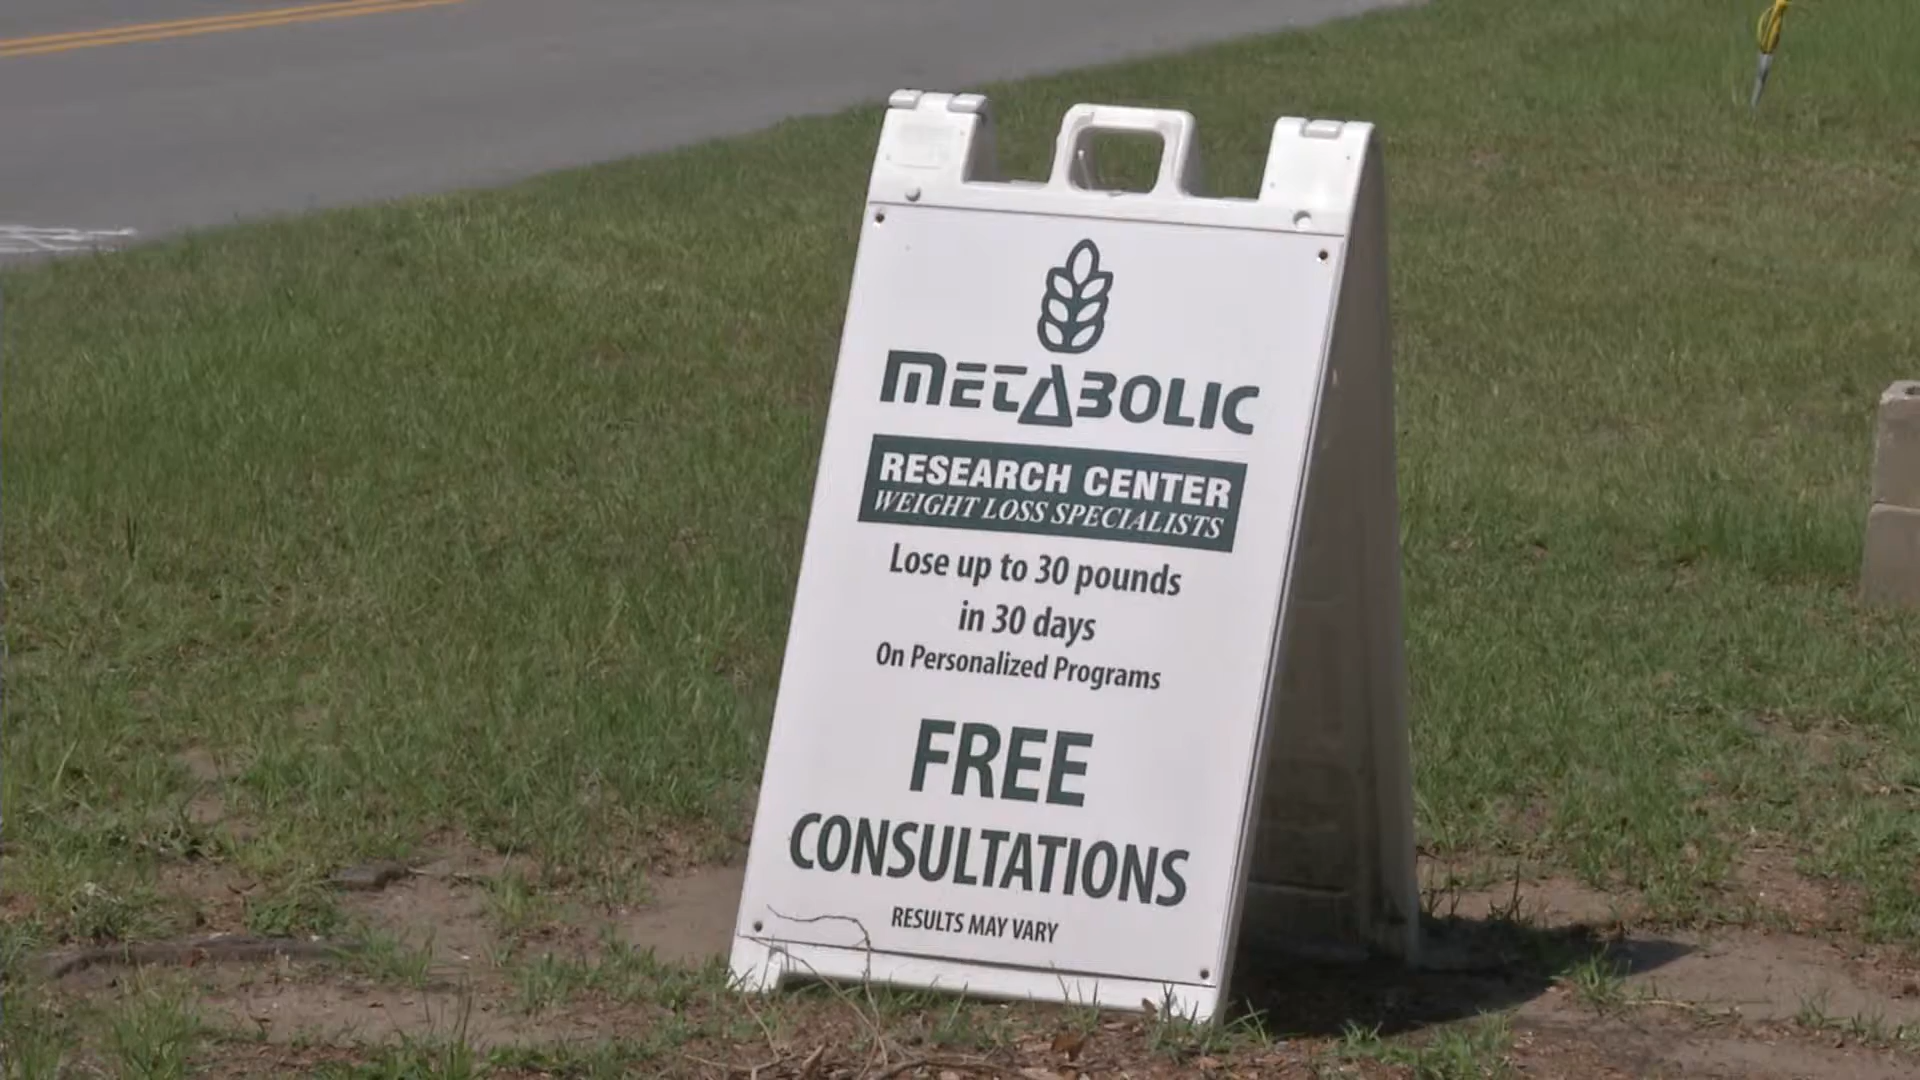 METABOLIC
RESEARCH CENTER
WEIGHT LOSS SPECIALISTS
Lose up to 30 pounds
in 30 days
On Personalized Programs
FREE
CONSULTATIONS
RESULTS MAY VARY